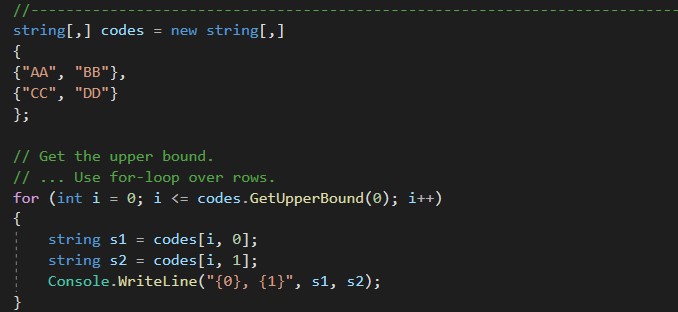 //------------------------------------------------------------------------
string[,] codes = new string[,]
{
{"AA", "BB"},
{"CC", "DD"}
};
// Get the upper bound.
// ... Use for-loop over rows.
for (int i = 0; i <= codes.GetUpperBound(0); i++)
{
    string s1 = codes[i, 0];
    string s2 = codes[i, 1];
    Console.WriteLine("{0}, {1}", s1, s2);
}